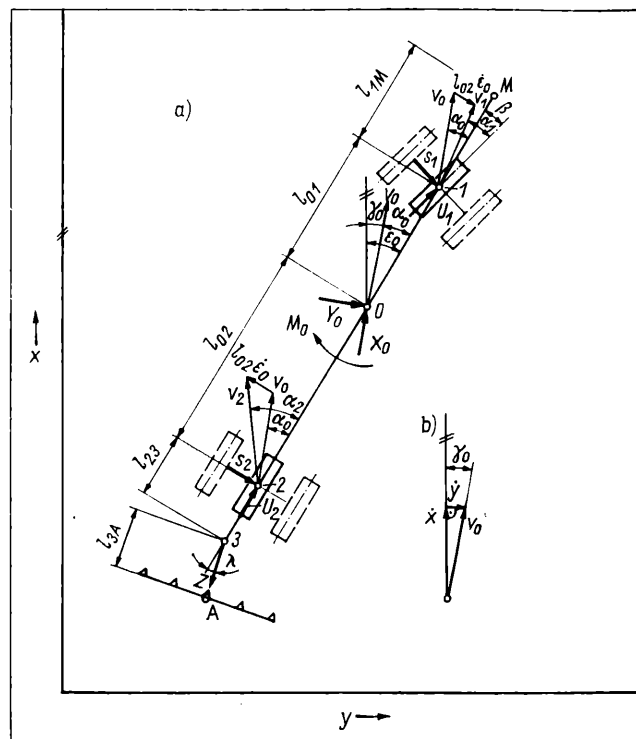 a)
l₁M
l₀₂ ε̇₀
M
v₀
v₁
β
α₀
α₁
s₁
1
U₁
l₀₁
γ₀
v₀
α₀
ε₀
0
Y₀
X₀
M₀
l₀₂
x
l₀₂ ε̇₀
v₀
v₂
α₂
α₀
s₂
2
U₂
l₂₃
l₃A
3
Z
λ
A
b)
γ₀
ẋ
ẏ
v₀
y